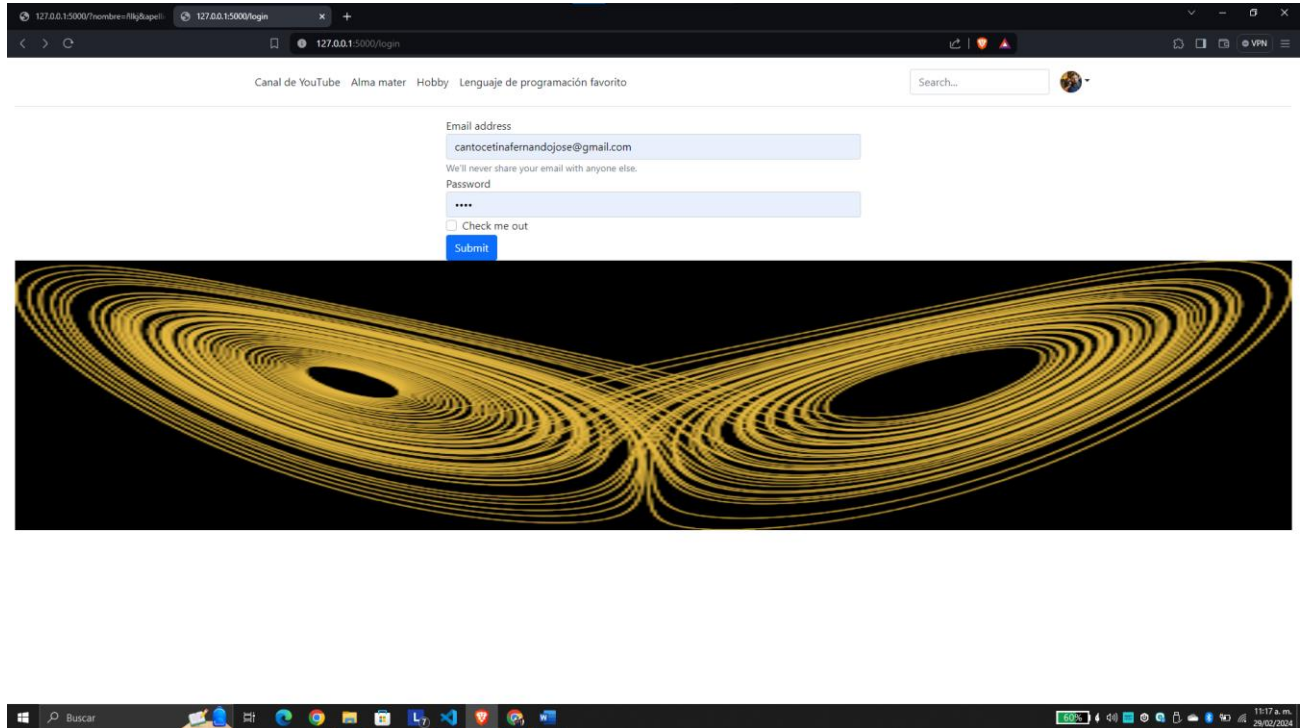 127.0.0.1:5000/?nombre=ñlkj&apelli
127.0.0.1:5000/login
127.0.0.1:5000/login
VPN
Canal de YouTube Alma mater Hobby Lenguaje de programación favorito
Search...
Email address
cantocetinafernandojose@gmail.com
We'll never share your email with anyone else.
Password
••••
Check me out
Submit
Buscar
60%
11:17 a. m.
29/02/2024